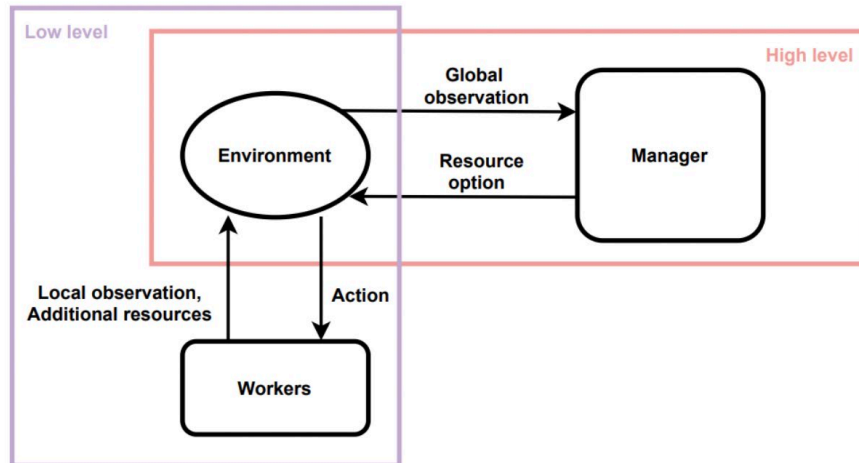 Low level
High level
Global
observation
Environment
Manager
Resource
option
Local observation,
Additional resources
Action
Workers